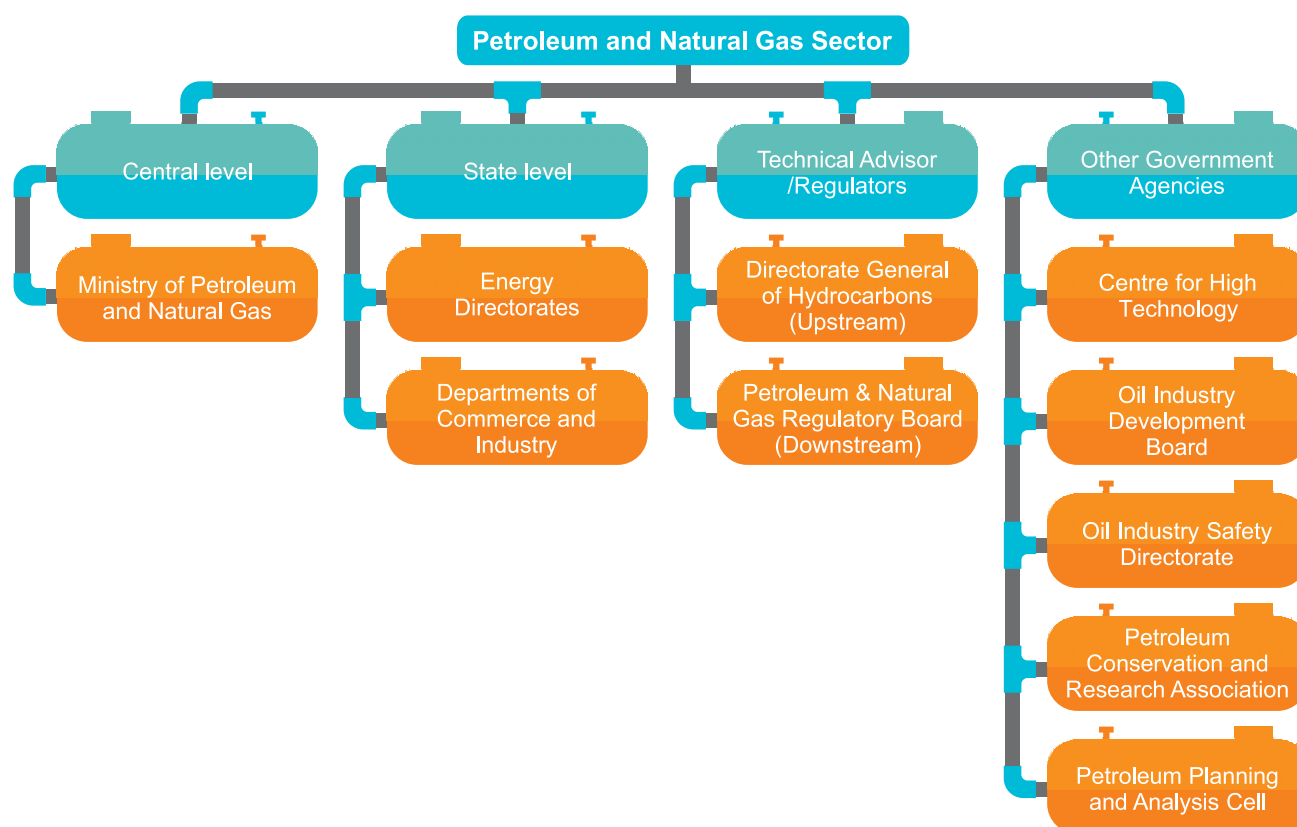 Petroleum and Natural Gas Sector
Central level
Ministry of Petroleum
and Natural Gas
State level
Energy
Directorates
Departments of
Commerce and
Industry
Technical Advisor
/Regulators
Directorate General
of Hydrocarbons
(Upstream)
Petroleum & Natural
Gas Regulatory Board
(Downstream)
Other Government
Agencies
Centre for High
Technology
Oil Industry
Development
Board
Oil Industry Safety
Directorate
Petroleum
Conservation and
Research Association
Petroleum Planning
and Analysis Cell